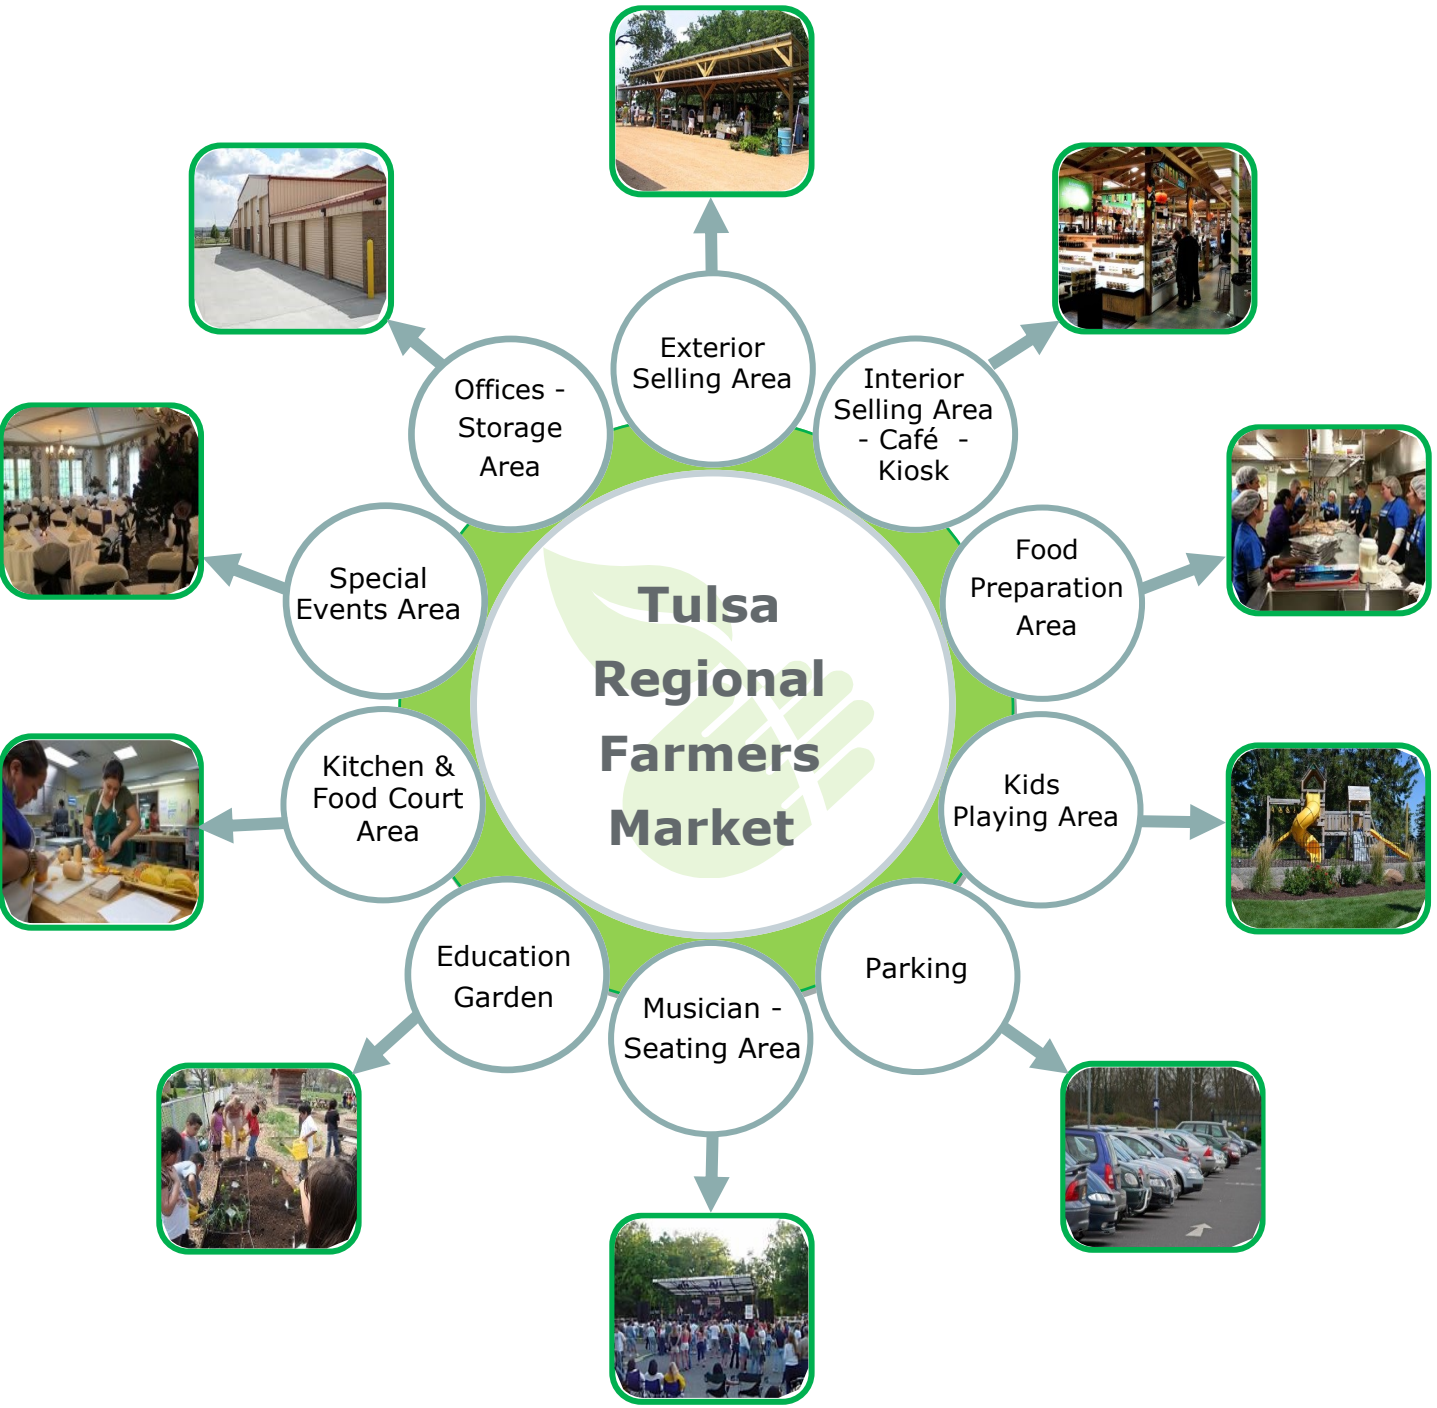 Exterior
Selling Area
Interior
Selling Area
- Café -
Kiosk
Food
Preparation
Area
Kids
Playing Area
Parking
Musician -
Seating Area
Education
Garden
Kitchen &
Food Court
Area
Special
Events Area
Offices -
Storage
Area
Tulsa
Regional
Farmers
Market